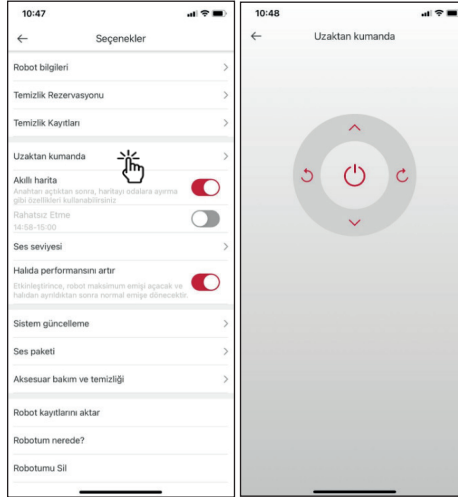 10:47
Seçenekler
Robot bilgileri
Temizlik Rezervasyonu
Temizlik Kayıtları
Uzaktan kumanda
Akıllı harita
Anahtarı açtıktan sonra, haritayı odalara ayırma
gibi özellikleri kullanabilirsiniz
Rahatsız Etme
14:58-15:00
Ses seviyesi
Halıda performansını artır
Etkinleştirince, robot maksimum emişi açacak ve
halıdan ayrıldıktan sonra normal emişe dönecektir.
Sistem güncelleme
Ses paketi
Aksesuar bakım ve temizliği
Robot kayıtlarını aktar
Robotum nerede?
Robotumu Sil
10:48
Uzaktan kumanda